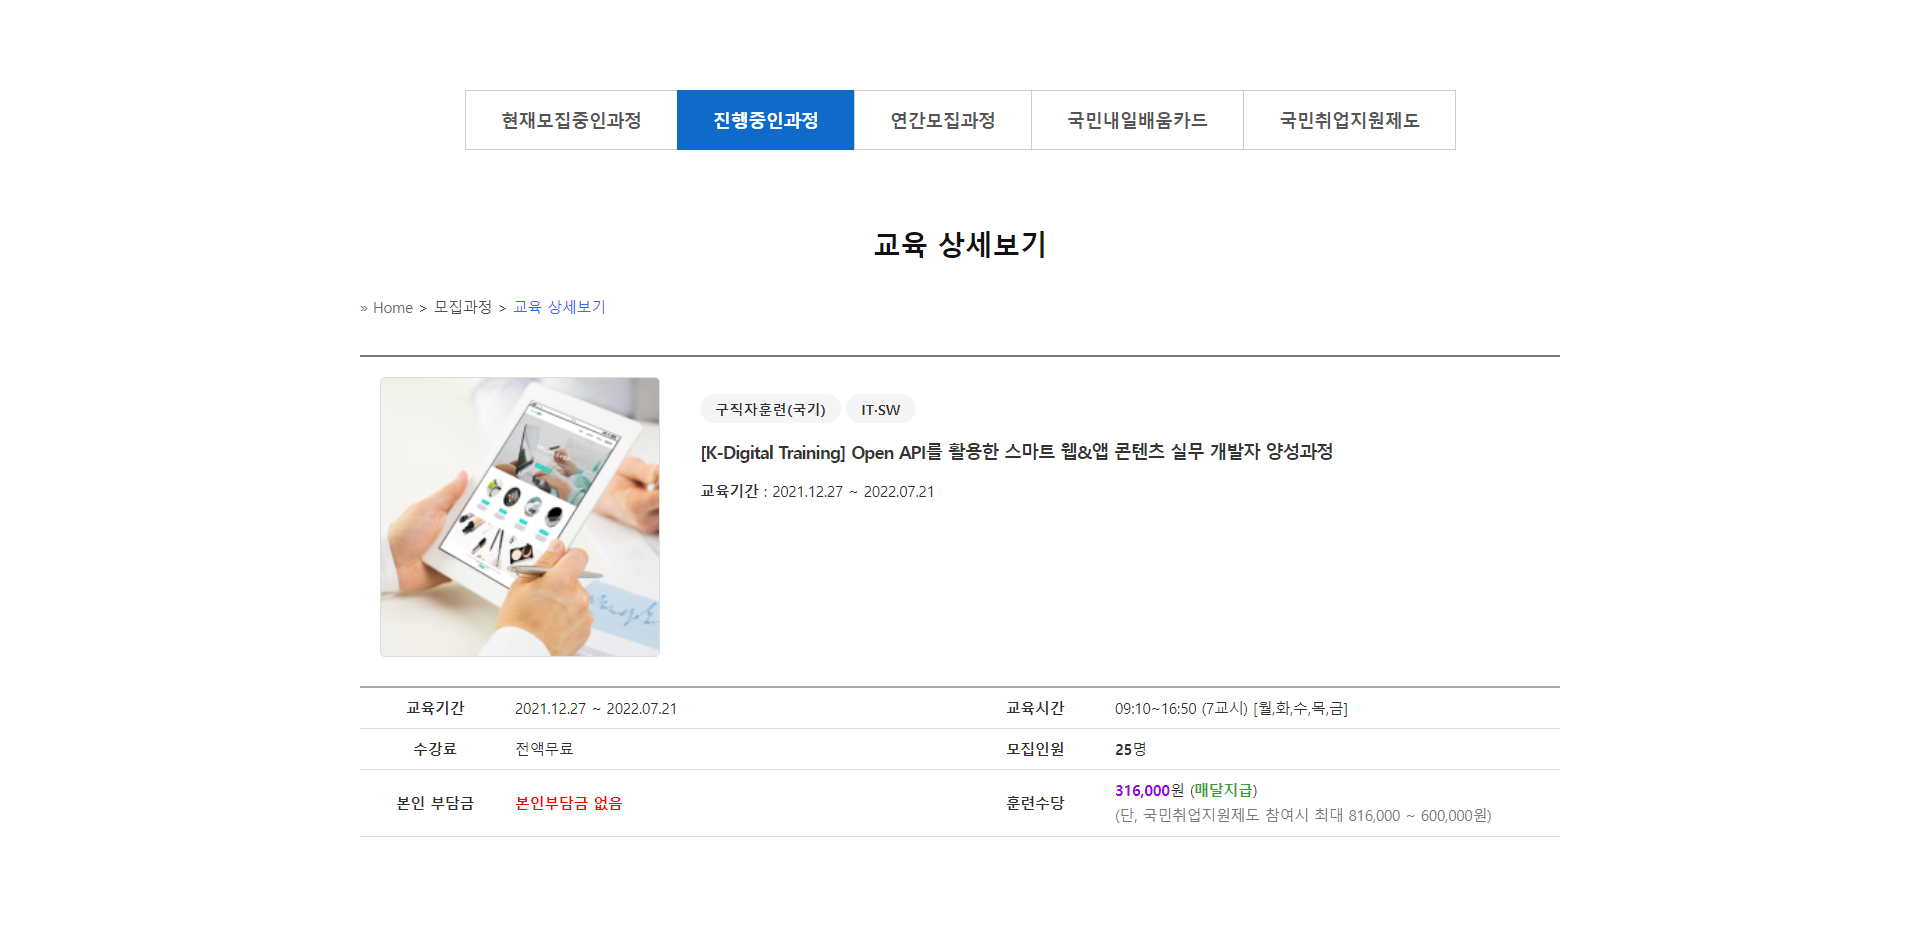 현재모집중인과정 진행중인과정 연간모집과정 국민내일배움카드 국민취업지원제도
교육 상세보기
» Home > 모집과정 > 교육 상세보기
구직자훈련(국기) IT·SW
[K-Digital Training] Open API를 활용한 스마트 웹&앱 콘텐츠 실무 개발자 양성과정
교육기간 : 2021.12.27 ~ 2022.07.21
교육기간 2021.12.27 ~ 2022.07.21 교육시간 09:10~16:50 (7교시) [월,화,수,목,금]
수강료 전액무료 모집인원 25명
본인 부담금 본인부담금 없음 훈련수당 316,000원 (매달지급)
(단, 국민취업지원제도 참여시 최대 816,000 ~ 600,000원)